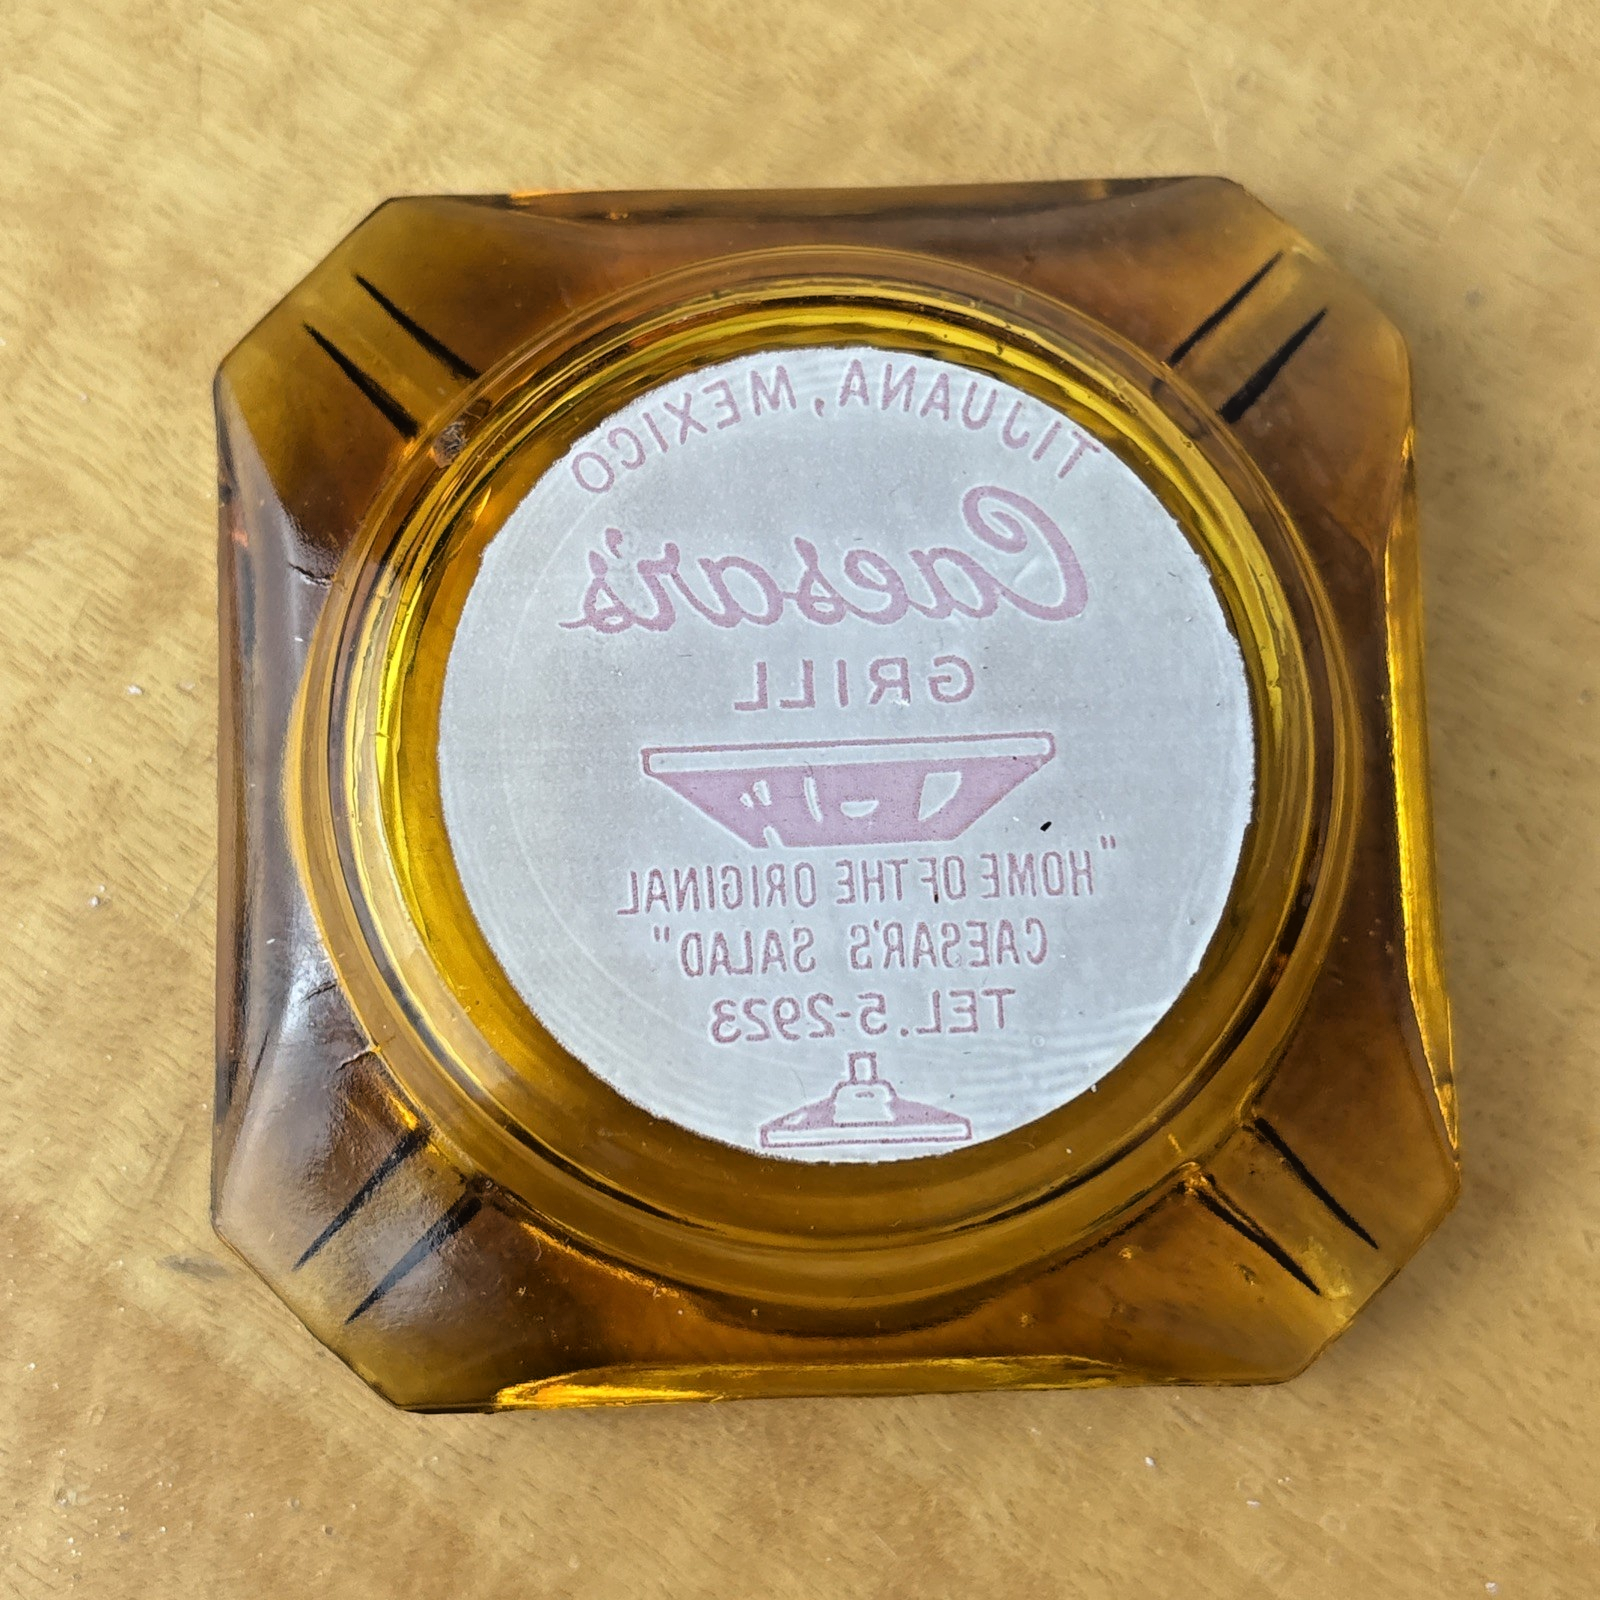 TIJUANA, MEXICO
Caesar's
GRILL
"HOME OF THE ORIGINAL
CAESAR'S SALAD"
TEL. 5-2923